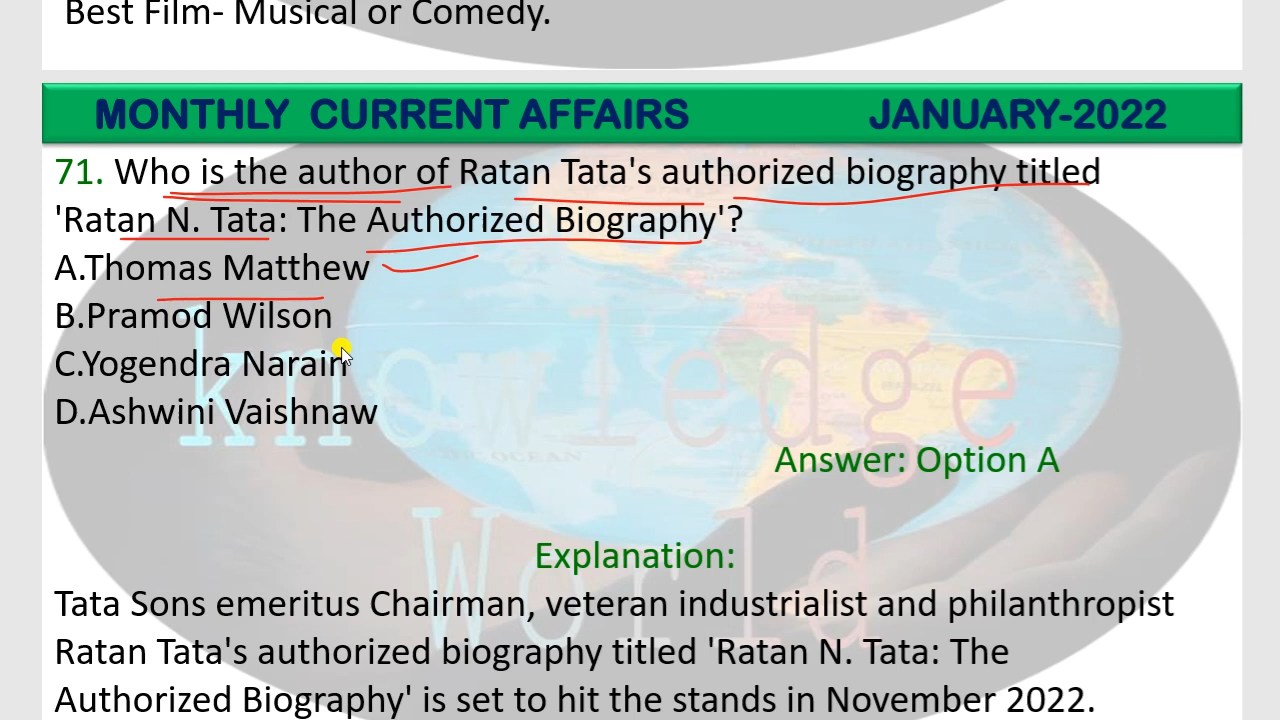 Best Film- Musical or Comedy.
MONTHLY CURRENT AFFAIRS JANUARY-2022
71. Who is the author of Ratan Tata's authorized biography titled
'Ratan N. Tata: The Authorized Biography'?
A.Thomas Matthew
B.Pramod Wilson
C.Yogendra Narain
D.Ashwini Vaishnaw
Answer: Option A
Explanation:
Tata Sons emeritus Chairman, veteran industrialist and philanthropist
Ratan Tata's authorized biography titled 'Ratan N. Tata: The
Authorized Biography' is set to hit the stands in November 2022.
knowledge
World